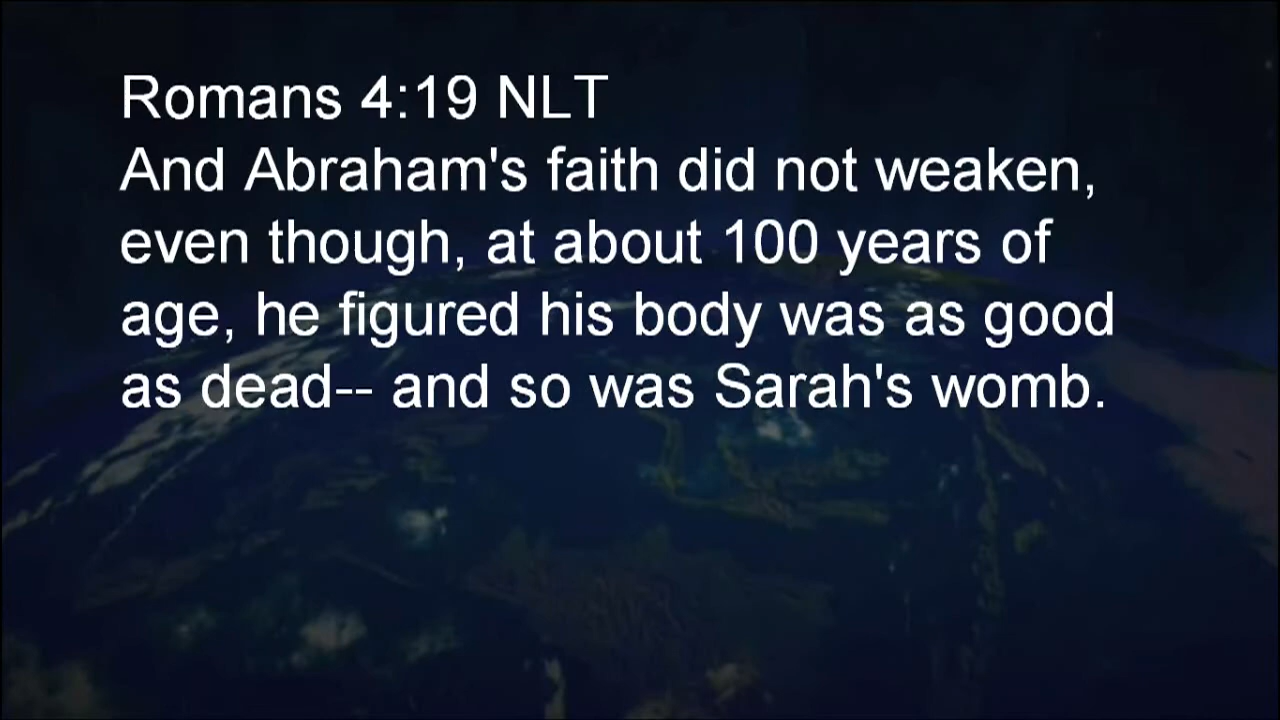 Romans 4:19 NLT
And Abraham's faith did not weaken,
even though, at about 100 years of
age, he figured his body was as good
as dead-- and so was Sarah's womb.